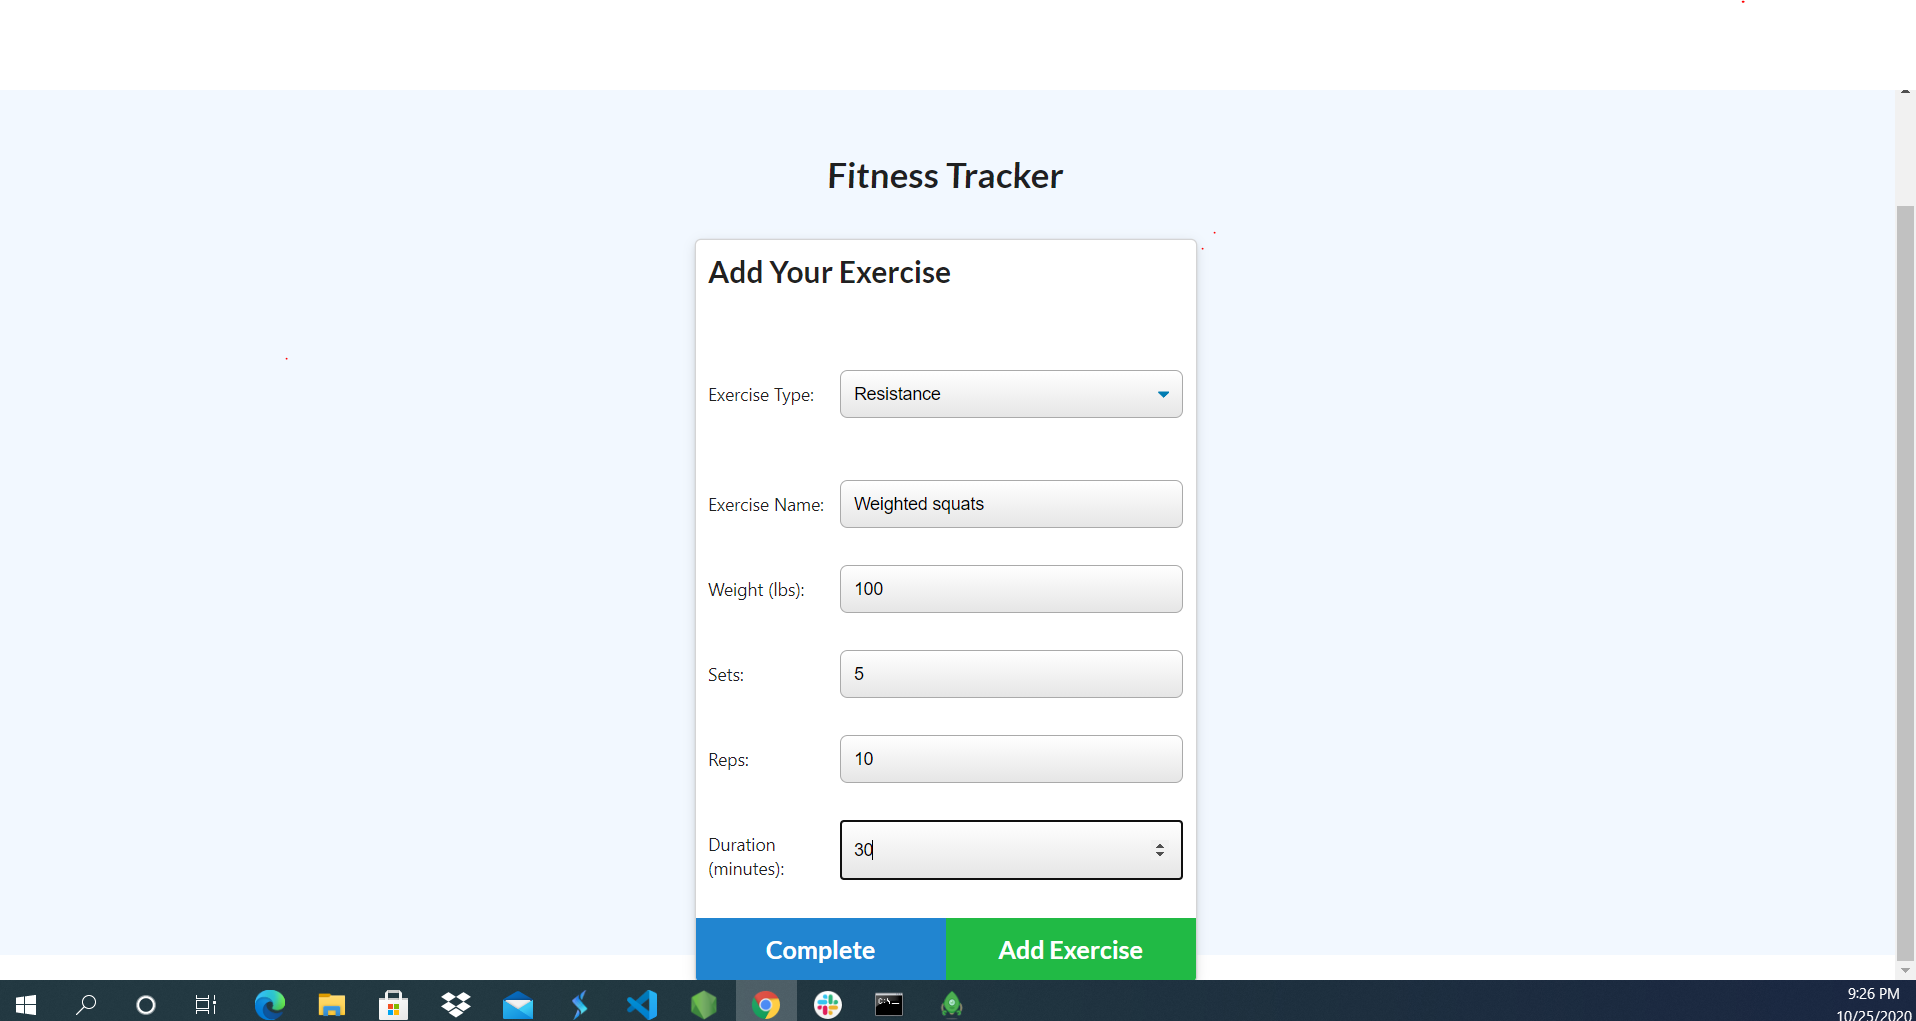 Fitness Tracker
Add Your Exercise
Exercise Type: Resistance
Exercise Name: Weighted squats
Weight (lbs): 100
Sets: 5
Reps: 10
Duration
(minutes): 30
Complete Add Exercise
9:26 PM
10/25/2020